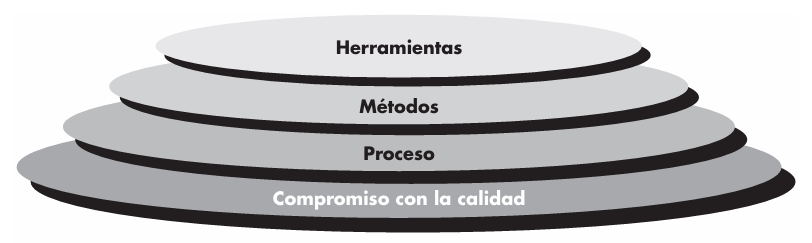 Herramientas
Métodos
Proceso
Compromiso con la calidad